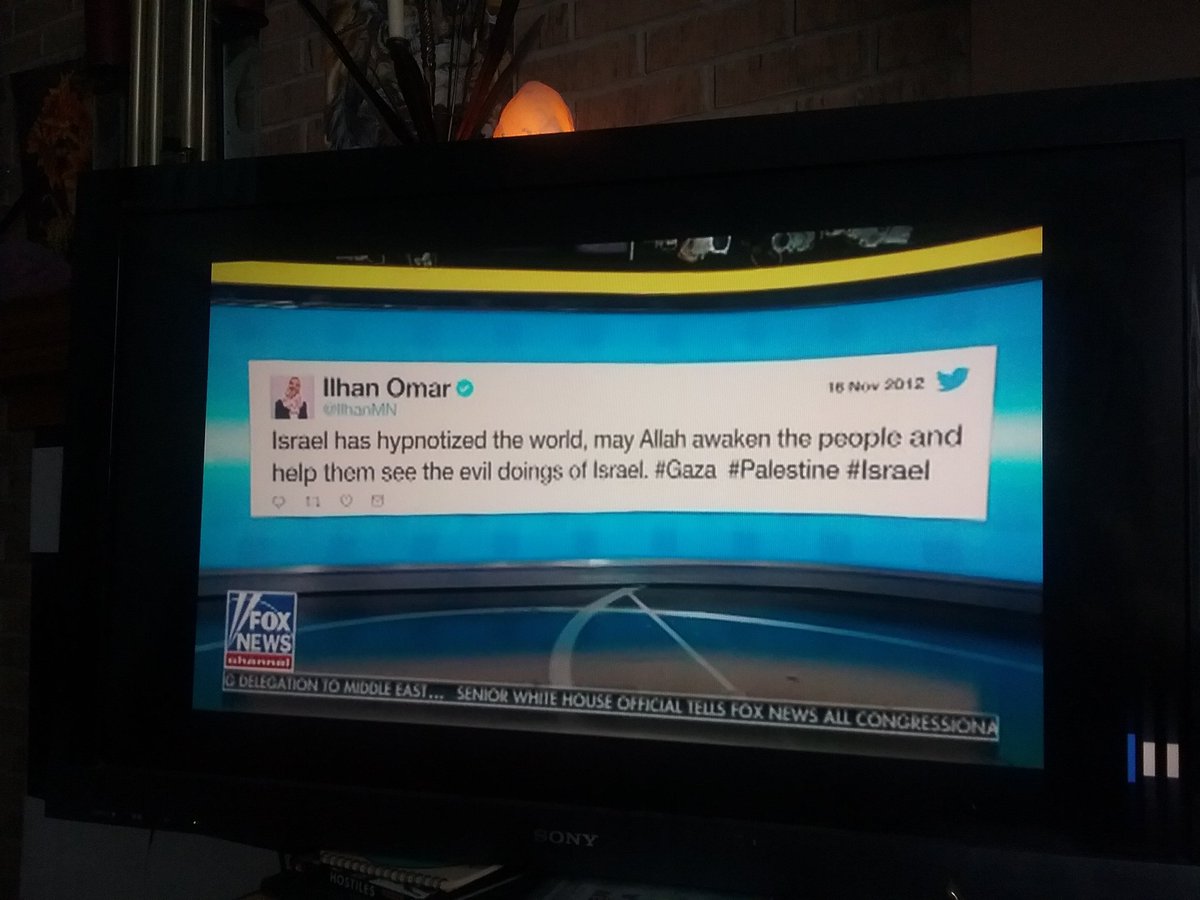 Ilhan Omar
16 Nov 2012
@IlhanMN
Israel has hypnotized the world, may Allah awaken the people and
help them see the evil doings of Israel. #Gaza #Palestine #Israel
FOX
NEWS
channel
G DELEGATION TO MIDDLE EAST... SENIOR WHITE HOUSE OFFICIAL TELLS FOX NEWS ALL CONGRESSIONA
SONY
HOSTILES